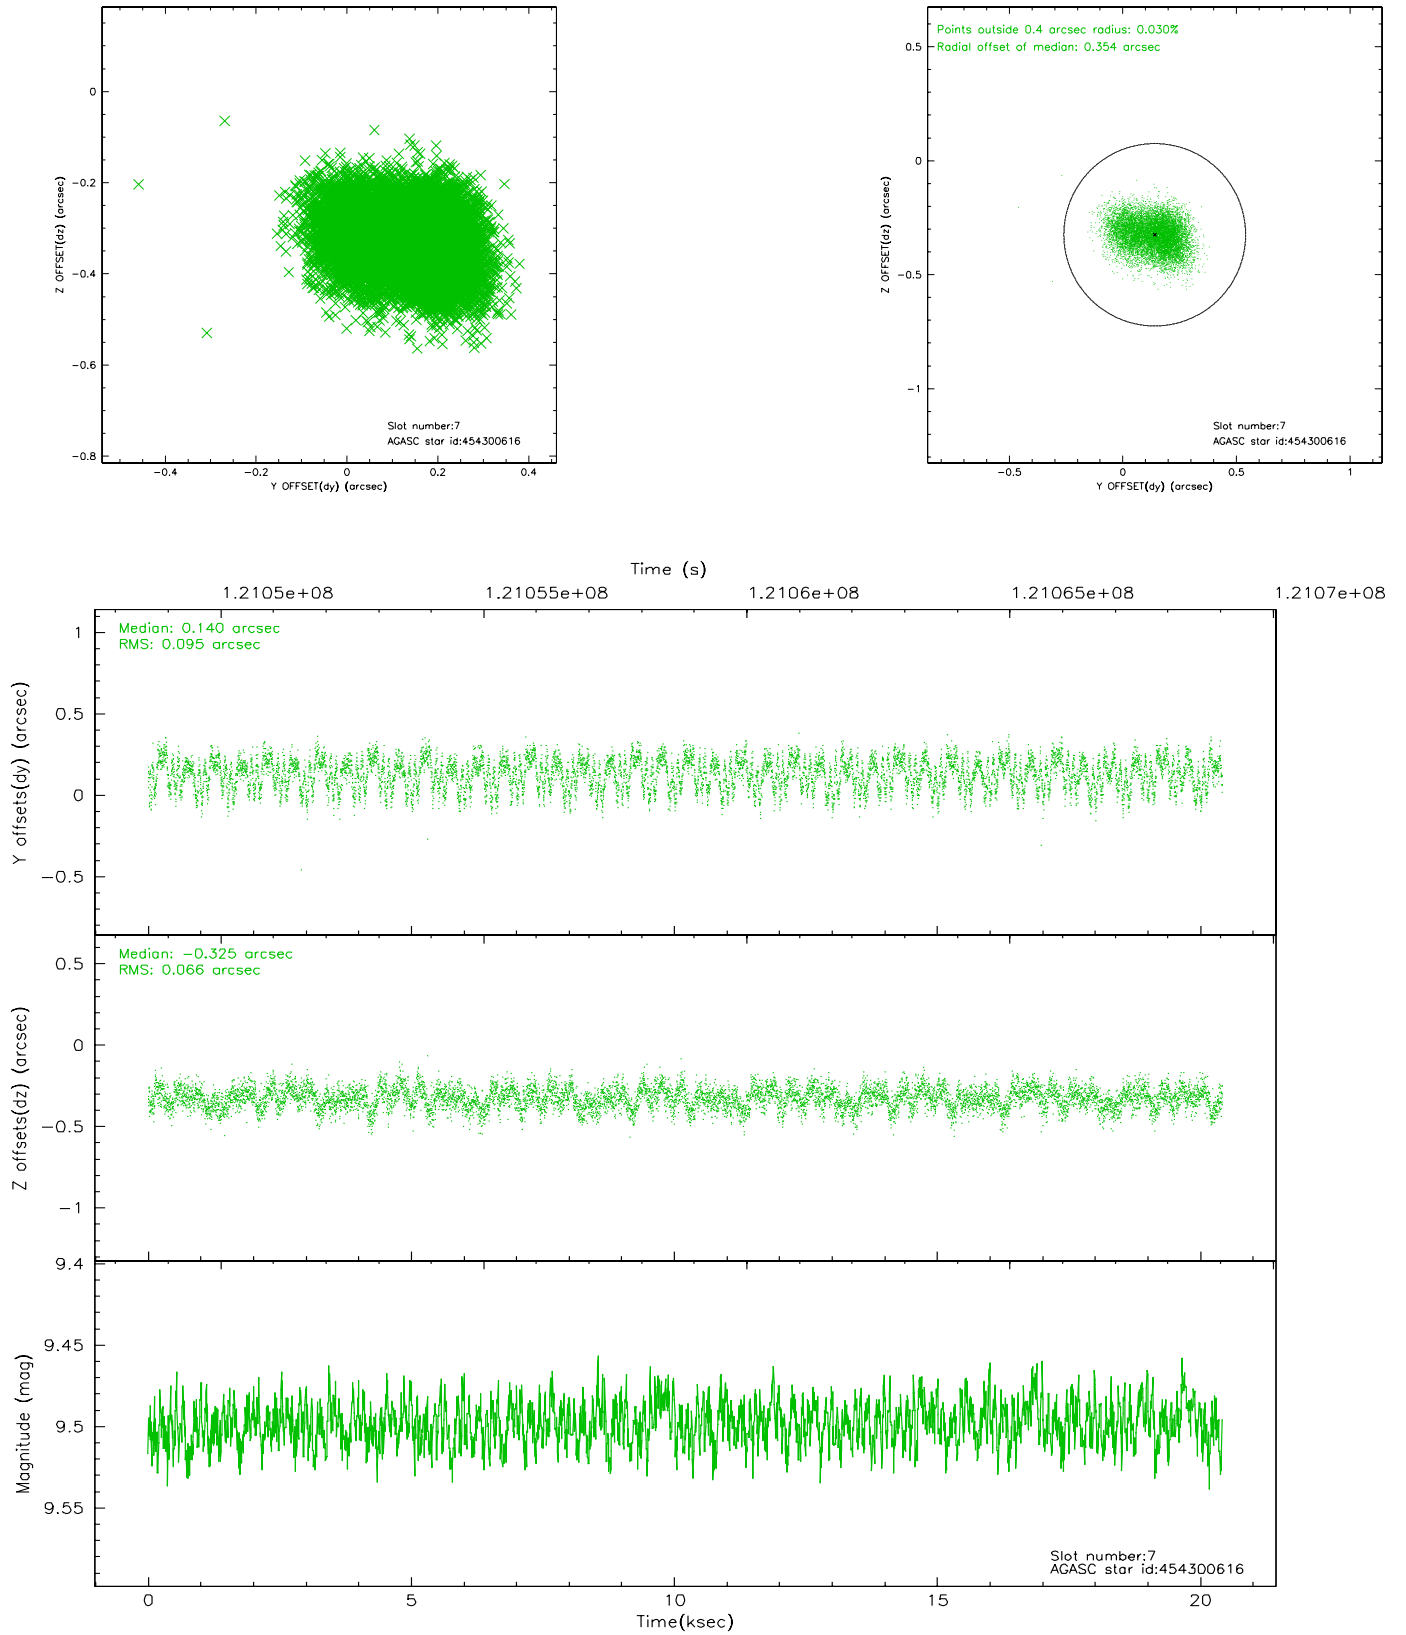 0
−0.2
−0.4
−0.6
−0.8
Z OFFSET(dz) (arcsec)
Slot number:7
AGASC star id:454300616
−0.4
−0.2
0
0.2
0.4
Y OFFSET(dy) (arcsec)
Points outside 0.4 arcsec radius: 0.030%
Radial offset of median: 0.354 arcsec
0.5
0
−0.5
−1
Z OFFSET(dz) (arcsec)
Slot number:7
AGASC star id:454300616
−0.5
0
0.5
1
Y OFFSET(dy) (arcsec)
Time (s)
1.2105e+08
1.21055e+08
1.2106e+08
1.21065e+08
1.2107e+08
Median: 0.140 arcsec
RMS: 0.095 arcsec
1
0.5
0
−0.5
Y offsets(dy) (arcsec)
Median: −0.325 arcsec
RMS: 0.066 arcsec
0.5
0
−0.5
−1
Z offsets(dz) (arcsec)
9.4
9.45
9.5
9.55
Magnitude (mag)
Slot number:7
AGASC star id:454300616
0
5
10
15
20
Time(ksec)